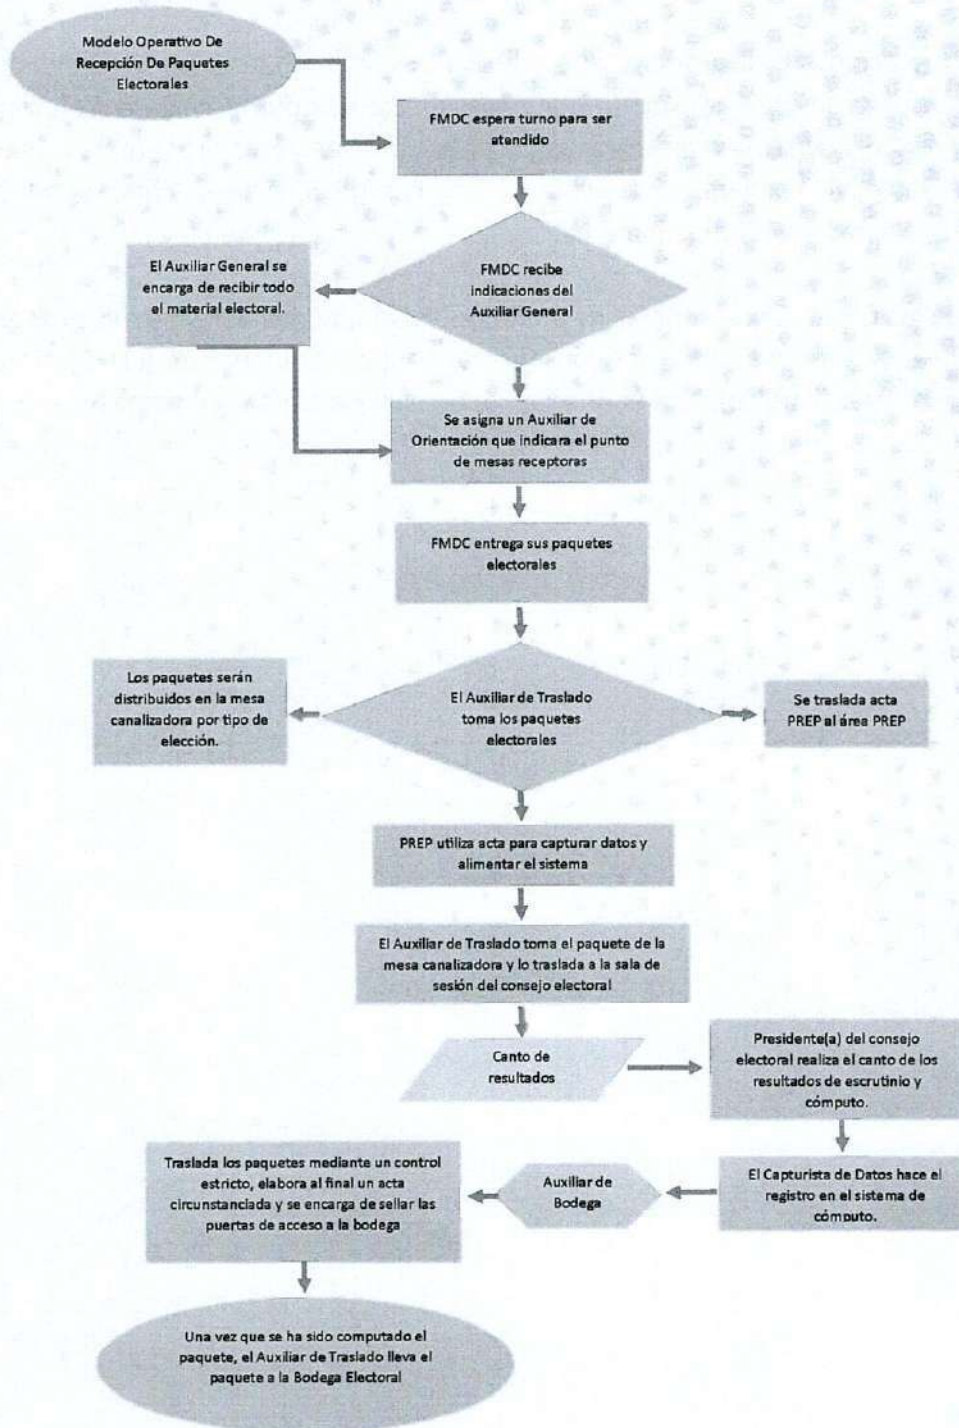 Modelo Operativo De
Recepción De Paquetes
Electorales
FMDC espera turno para ser
atendido
FMDC recibe
indicaciones del
Auxiliar General
El Auxiliar General se
encarga de recibir todo
el material electoral.
Se asigna un Auxiliar de
Orientación que indicara el punto
de mesas receptoras
FMDC entrega sus paquetes
electorales
El Auxiliar de Traslado
toma los paquetes
electorales
Los paquetes serán
distribuidos en la mesa
canalizadora por tipo de
elección.
Se traslada acta
PREP al área PREP
PREP utiliza acta para capturar datos y
alimentar el sistema
El Auxiliar de Traslado toma el paquete de la
mesa canalizadora y lo traslada a la sala de
sesión del consejo electoral
Canto de
resultados
Presidente(a) del consejo
electoral realiza el canto de los
resultados de escrutinio y
cómputo.
El Capturista de Datos hace el
registro en el sistema de
cómputo.
Auxiliar de
Bodega
Traslada los paquetes mediante un control
estricto, elabora al final un acta
circunstanciada y se encarga de sellar las
puertas de acceso a la bodega
Una vez que se ha sido computado el
paquete, el Auxiliar de Traslado lleva el
paquete a la Bodega Electoral